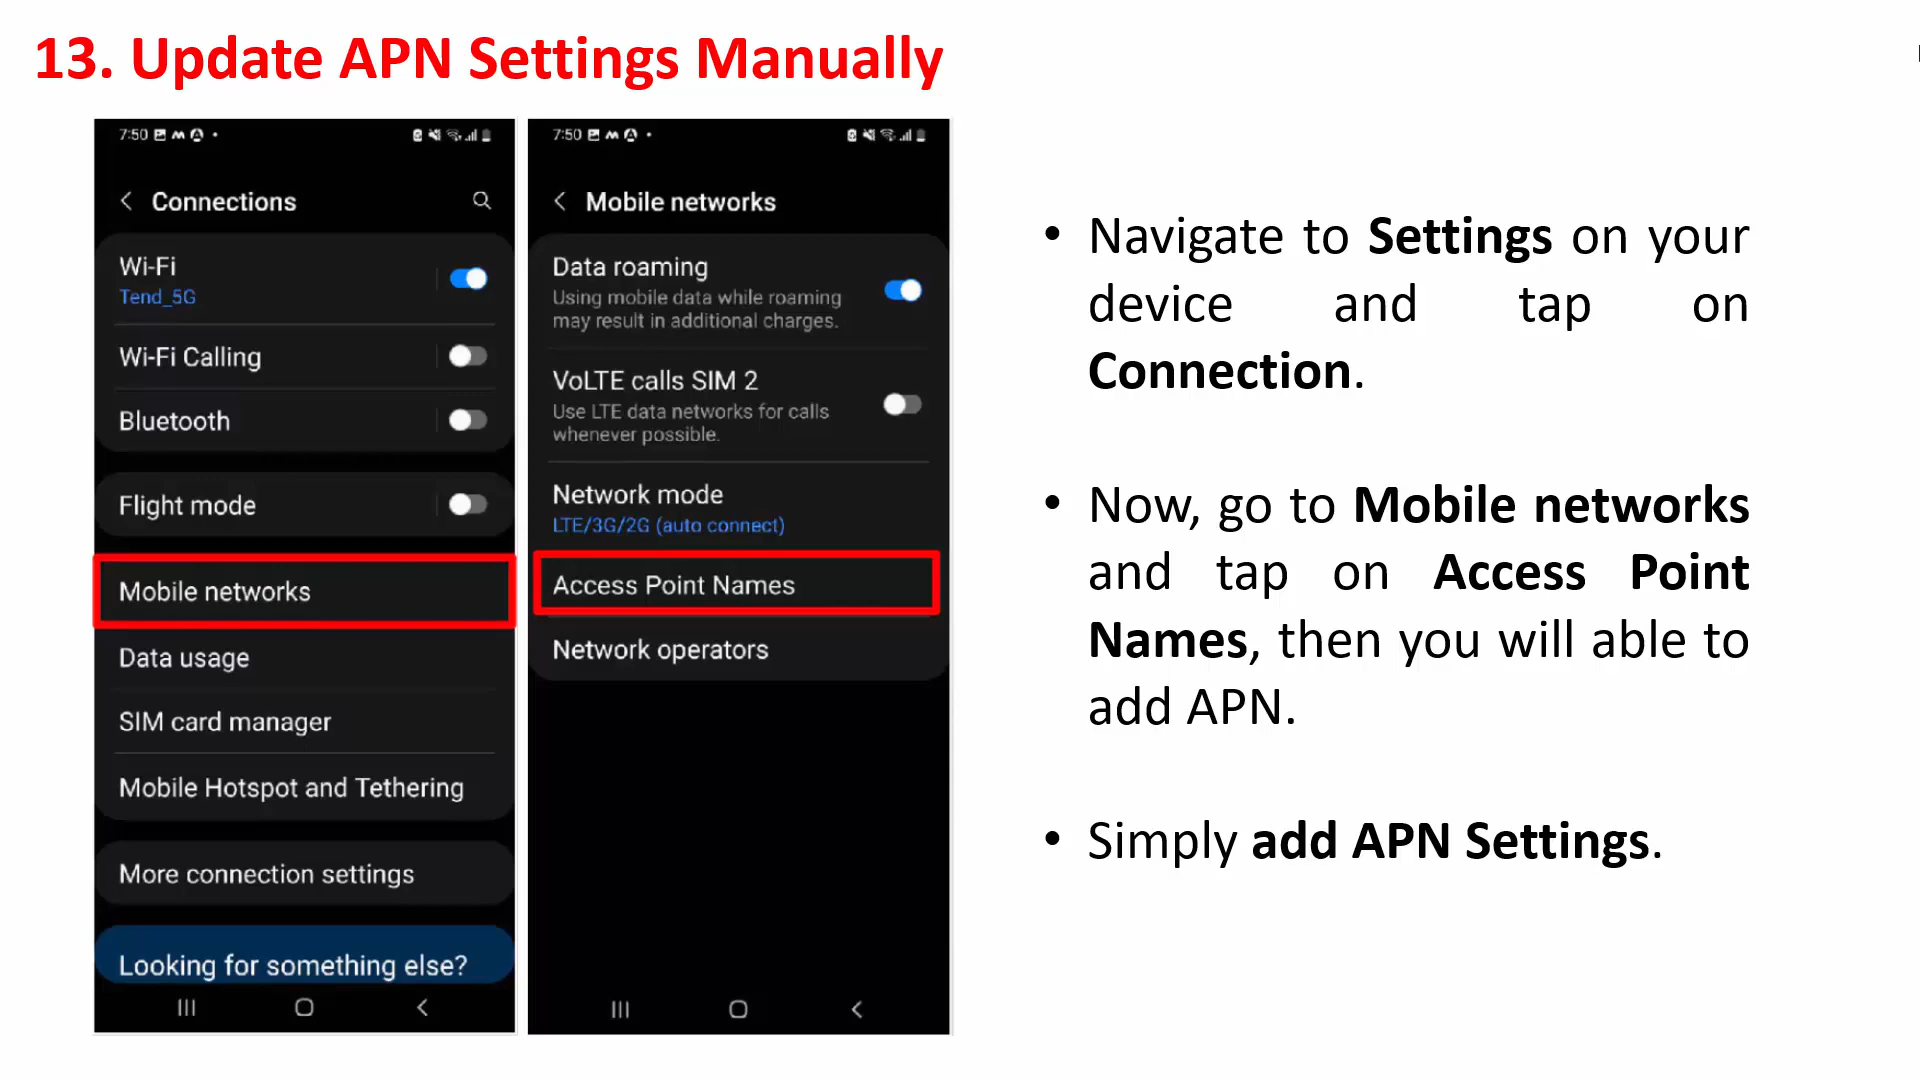 13. Update APN Settings Manually
7:50
Connections
Wi-Fi
Tend_5G
Wi-Fi Calling
Bluetooth
Flight mode
Mobile networks
Data usage
SIM card manager
Mobile Hotspot and Tethering
More connection settings
Looking for something else?
7:50
Mobile networks
Data roaming
Using mobile data while roaming
may result in additional charges.
VoLTE calls SIM 2
Use LTE data networks for calls
whenever possible.
Network mode
LTE/3G/2G (auto connect)
Access Point Names
Network operators
• Navigate to Settings on your
device and tap on
Connection.
• Now, go to Mobile networks
and tap on Access Point
Names, then you will able to
add APN.
• Simply add APN Settings.